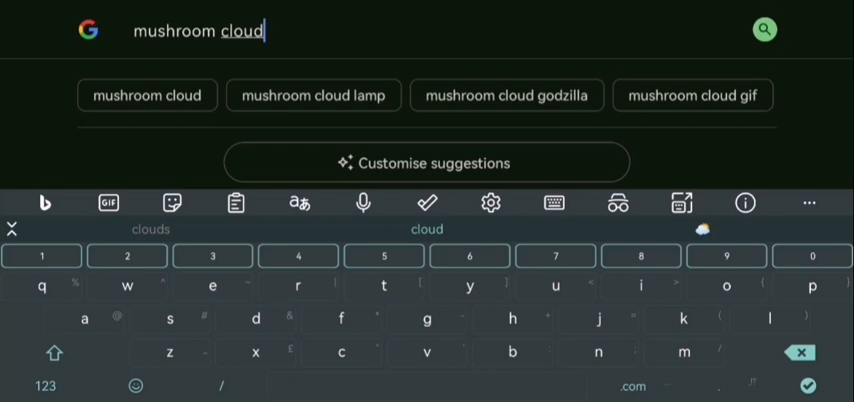 mushroom cloud
mushroom cloud mushroom cloud lamp mushroom cloud godzilla mushroom cloud gif
Customise suggestions
GIF
clouds cloud
1 2 3 4 5 6 7 8 9 0
q % w ^ e ~ r | t [ y ] u < i > o { p }
a @ s # d & f * g - h + j = k ( l )
z x £ c v b n m /
123 / .com . !?